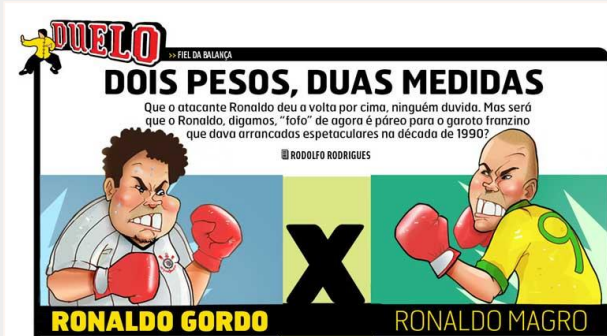 DUELO
>> FIEL DA BALANÇA
DOIS PESOS, DUAS MEDIDAS
Que o atacante Ronaldo deu a volta por cima, ninguém duvida. Mas será
que o Ronaldo, digamos, “fofo” de agora é páreo para o garoto franzino
que dava arrancadas espetaculares na década de 1990?
RODOLFO RODRIGUES
X
9
RONALDO GORDO
RONALDO MAGRO